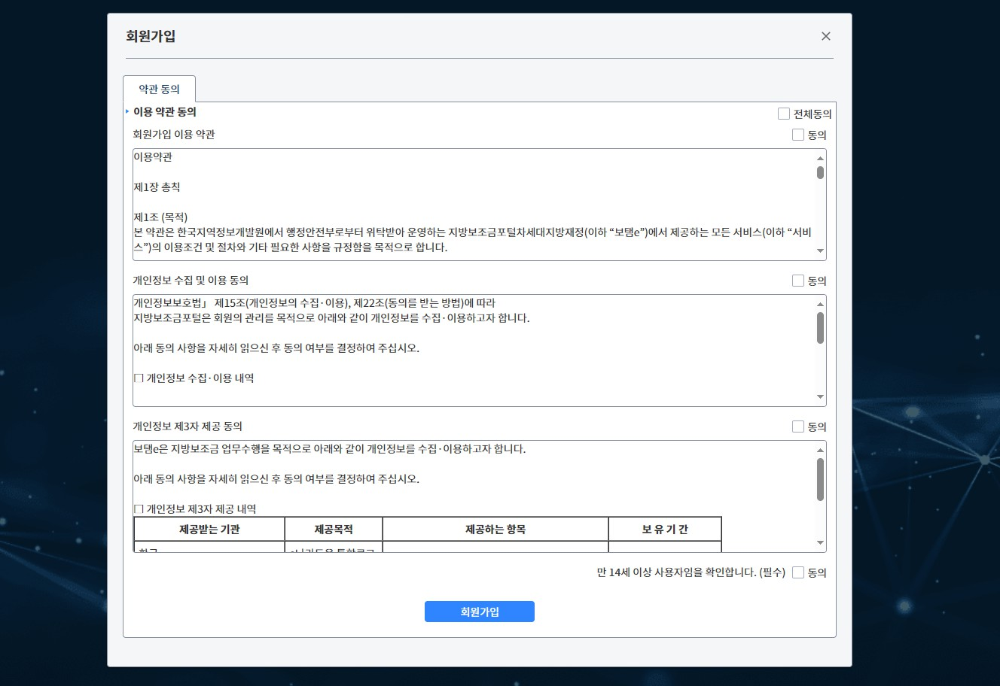 회원가입
약관 동의
이용 약관 동의
전체동의
회원가입 이용 약관
동의
이용약관
제1장 총칙
제1조 (목적)
본 약관은 한국지역정보개발원에서 행정안전부로부터 위탁받아 운영하는 지방보조금포털차세대지방재정(이하 “보탬e”)에서 제공하는 모든 서비스(이하 “서비
스”)의 이용조건 및 절차와 기타 필요한 사항을 규정함을 목적으로 합니다.
개인정보 수집 및 이용 동의
동의
개인정보보호법」 제15조(개인정보의 수집·이용), 제22조(동의를 받는 방법)에 따라
지방보조금포털은 회원의 관리를 목적으로 아래와 같이 개인정보를 수집·이용하고자 합니다.
아래 동의 사항을 자세히 읽으신 후 동의 여부를 결정하여 주십시오.
□ 개인정보 수집·이용 내역
개인정보 제3자 제공 동의
동의
보탬e은 지방보조금 업무수행을 목적으로 아래와 같이 개인정보를 수집·이용하고자 합니다.
아래 동의 사항을 자세히 읽으신 후 동의 여부를 결정하여 주십시오.
□ 개인정보 제3자 제공 내역
제공받는 기관
제공목적
제공하는 항목
보 유 기 간
만 14세 이상 사용자임을 확인합니다. (필수)
동의
회원가입